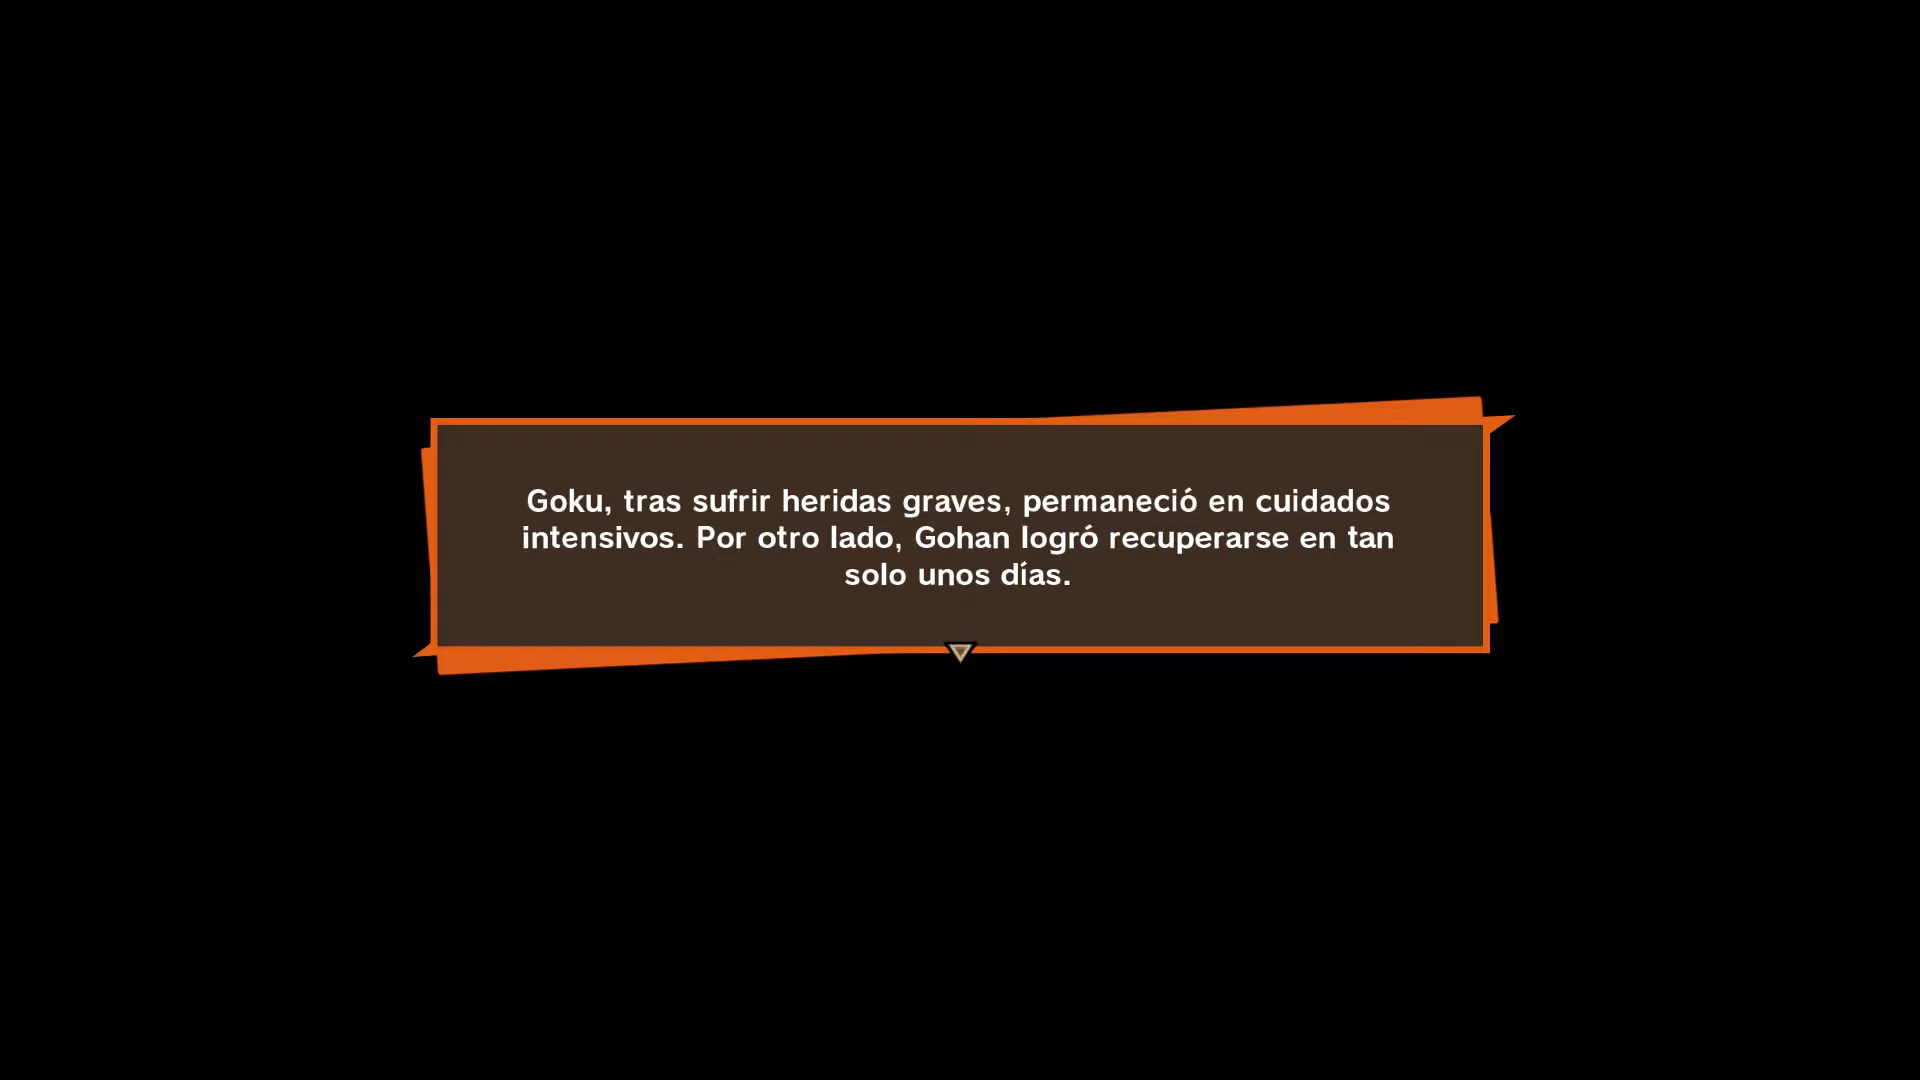 Goku, tras sufrir heridas graves, permaneció en cuidados
intensivos. Por otro lado, Gohan logró recuperarse en tan
solo unos días.